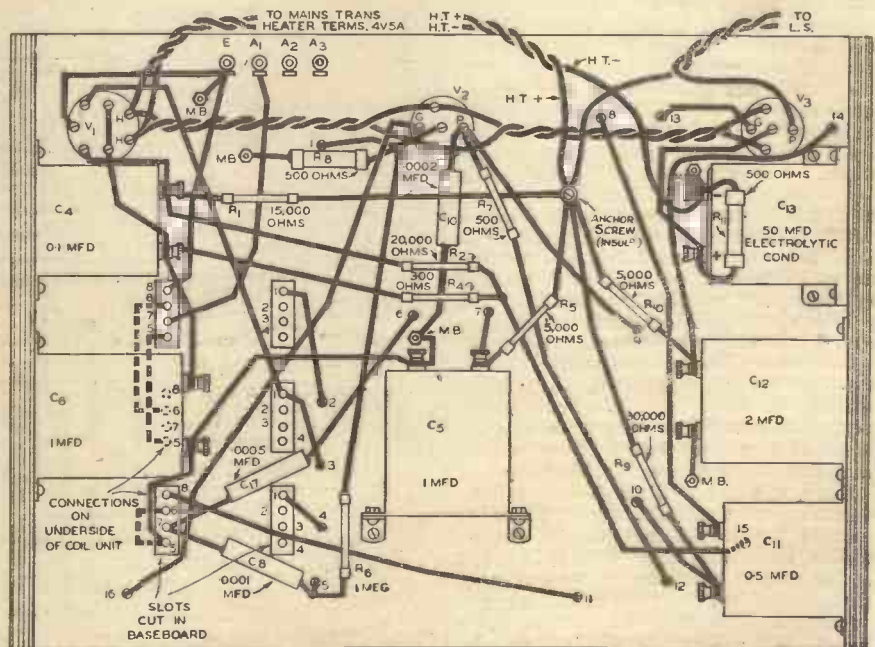 TO MAINS TRANS
HEATER TERMS. 4V5A
H.T.+
H.T.-
TO
L.S.
E A1 A2 A3
H.T.-
H.T.+
V1
H
H
M.B.
V2
G
P
V3
G
P
1
8
13
14
MB
R8
500 OHMS
.0002
MFD
C10
R7
500
OHMS
C4
0.1 MFD
R1
15,000
OHMS
ANCHOR
SCREW
(INSULD)
500
OHMS
R11
C13
50 MFD
ELECTROLYTIC
COND
20,000
OHMS
R2
300
OHMS
R4
R5
5,000
OHMS
5,000
OHMS
R10
9
8
6
7
5
1
2
3
4
6
M.B.
7
C6
1 MFD
8
6
7
5
1
2
3
4
2
3
C5
1 MFD
C12
2 MFD
30,000
OHMS
R9
M.B.
.0005
MFD
C17
CONNECTIONS
ON
UNDERSIDE
OF COIL UNIT
8
6
7
5
1
2
3
4
4
10
15
17
C11
0.5 MFD
C8
.0001
MFD
5
R6
1 MEG
16
11
12
SLOTS
CUT IN
BASEBOARD